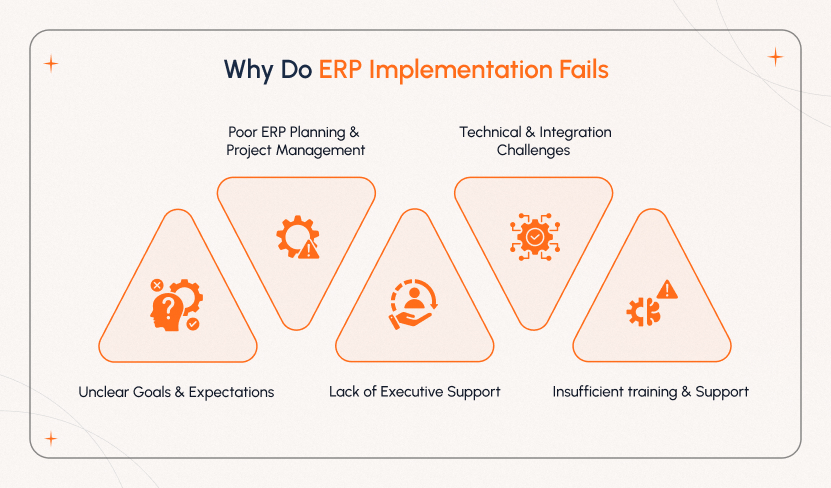 Why Do ERP Implementation Fails
Poor ERP Planning &
Project Management
Technical & Integration
Challenges
Unclear Goals & Expectations
Lack of Executive Support
Insufficient training & Support